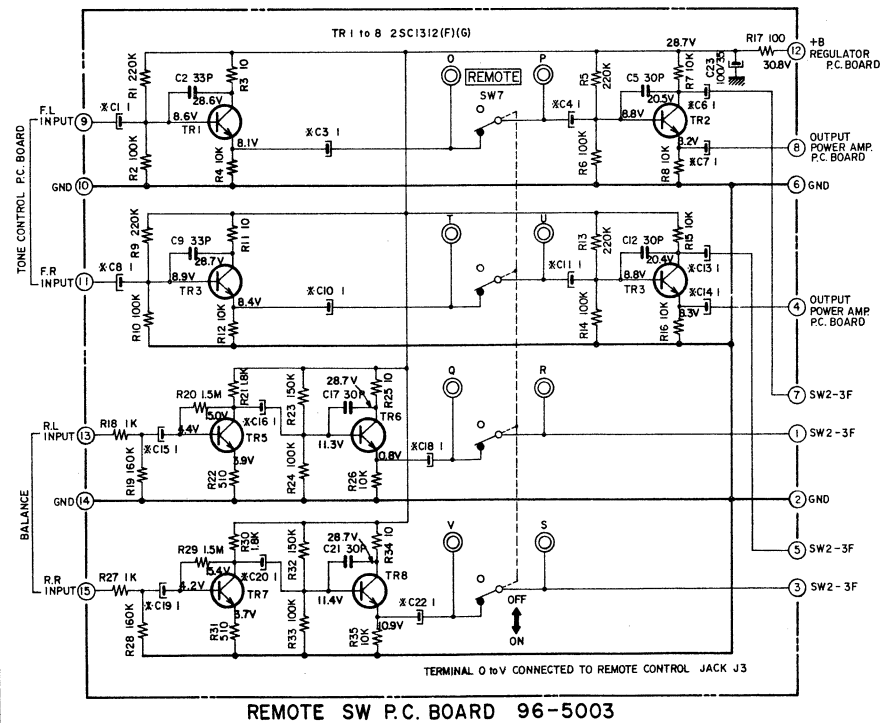 TR 1 to 8 2SC1312(F)(G)
28.7V
R17 100
12
+B
REGULATOR
P.C. BOARD
30.8V
C23
100/35
R1 220K
C2 33P
R3 10
28.6V
O
REMOTE
SW7
P
R5
220K
C5 30P
R7 10K
20.5V
※C6 1
F.L
INPUT
9
※C1 1
8.6V
TR1
8.1V
※C3 1
※C4 1
8.8V
TR2
8.2V
※C7 1
8
OUTPUT
POWER AMP.
P.C. BOARD
R2 100K
R4 10K
R6 100K
R8 10K
GND
10
6
GND
TONE CONTROL P.C. BOARD
R9
220K
C9 33P
R11 10
28.7V
T
U
R13
220K
C12 30P
R15 10K
20.4V
※C13 1
F.R
INPUT
11
※C8 1
8.9V
TR3
8.4V
※C10 1
※C11 1
8.8V
TR3
※C14 1
8.3V
4
OUTPUT
POWER AMP.
P.C. BOARD
R10 100K
R12 10K
R14 100K
R16 10K
R20 1.5M
R21 1.8K
R23 150K
28.7V
C17 30P
R25 10
Q
R
7
SW2-3F
R.L
INPUT
13
R18 1K
※C15 1
4.4V
5.0V
※C16 1
TR5
3.9V
11.3V
TR6
10.8V
※C18 1
1
SW2-3F
R19 160K
R22
510
R24 100K
R26
10K
GND
14
2
GND
BALANCE
R29 1.5M
R30
1.8K
R32 150K
28.7V
C21 30P
R34 10
V
S
5
SW2-3F
R.R
INPUT
15
R27 1K
※C19 1
4.2V
5.4V
※C20 1
TR7
3.7V
11.4V
TR8
10.9V
※C22 1
3
SW2-3F
OFF
ON
R28 160K
R31
510
R33 100K
R35
10K
TERMINAL O to V CONNECTED TO REMOTE CONTROL JACK J3
REMOTE SW P.C. BOARD 96-5003